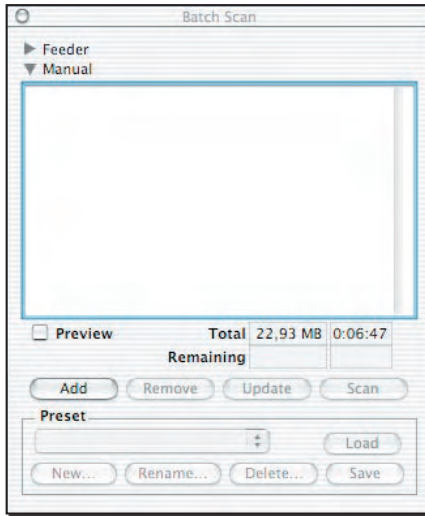 Batch Scan
Feeder
Manual
Preview Total 22,93 MB 0:06:47
Remaining
Add Remove Update Scan
Preset
Load
New... Rename... Delete... Save